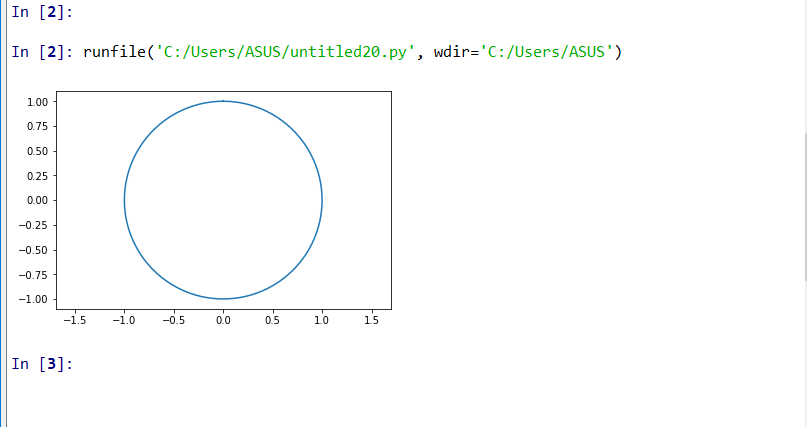 In [2]:
In [2]: runfile('C:/Users/ASUS/untitled20.py', wdir='C:/Users/ASUS')
1.00
0.75
0.50
0.25
0.00
−0.25
−0.50
−0.75
−1.00
−1.5 −1.0 −0.5 0.0 0.5 1.0 1.5
In [3]: